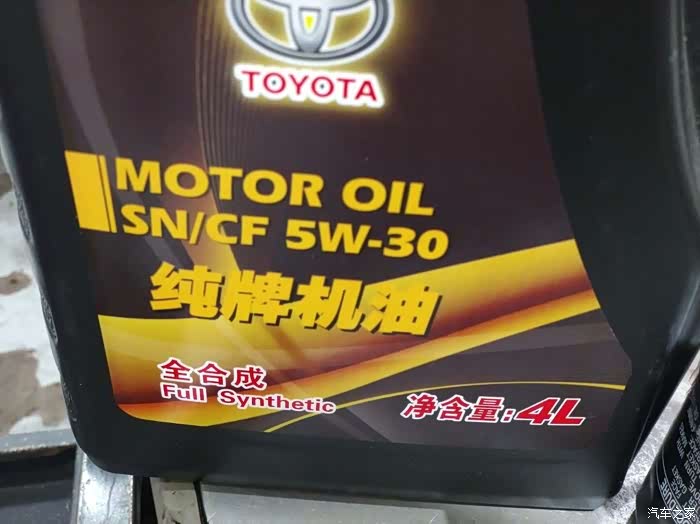 TOYOTA
MOTOR OIL
SN/CF 5W-30
纯牌机油
全合成
Full Synthetic
净含量:4L
汽车之家